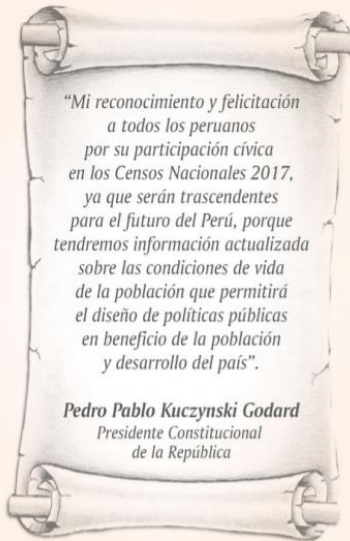 “Mi reconocimiento y felicitación
a todos los peruanos
por su participación cívica
en los Censos Nacionales 2017,
ya que serán trascendentes
para el futuro del Perú, porque
tendremos información actualizada
sobre las condiciones de vida
de la población que permitirá
el diseño de políticas públicas
en beneficio de la población
y desarrollo del país”.
Pedro Pablo Kuczynski Godard
Presidente Constitucional
de la República